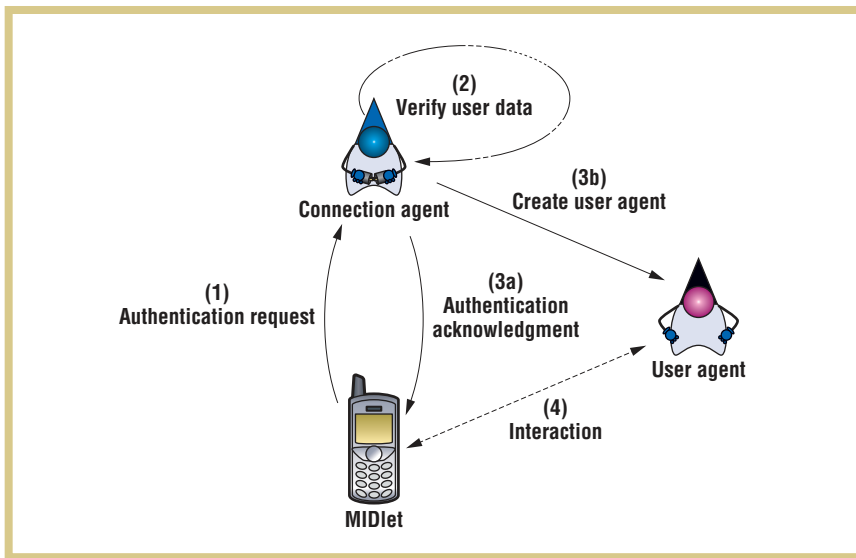 (2)
Verify user data
Connection agent
(3b)
Create user agent
(1)
Authentication request
(3a)
Authentication
acknowledgment
User agent
(4)
Interaction
MIDlet